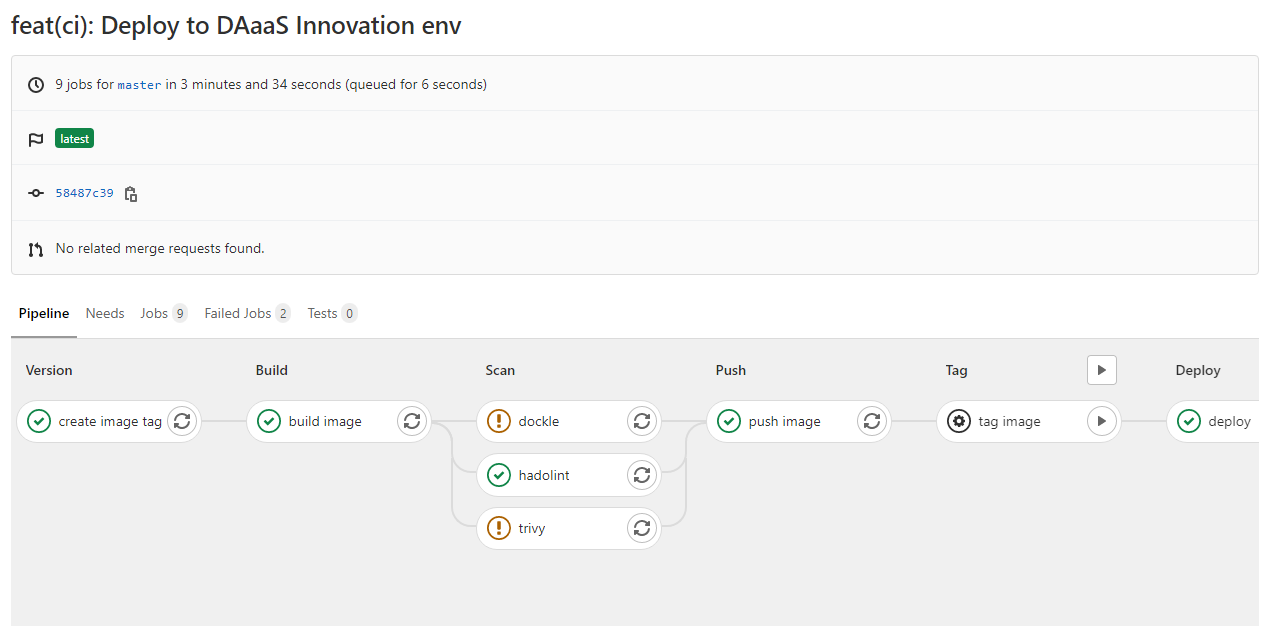 feat(ci): Deploy to DAaaS Innovation env
9 jobs for master in 3 minutes and 34 seconds (queued for 6 seconds)
latest
58487c39
No related merge requests found.
Pipeline Needs Jobs 9 Failed Jobs 2 Tests 0
Version Build Scan Push Tag Deploy
create image tag build image dockle push image tag image deploy
hadolint
trivy